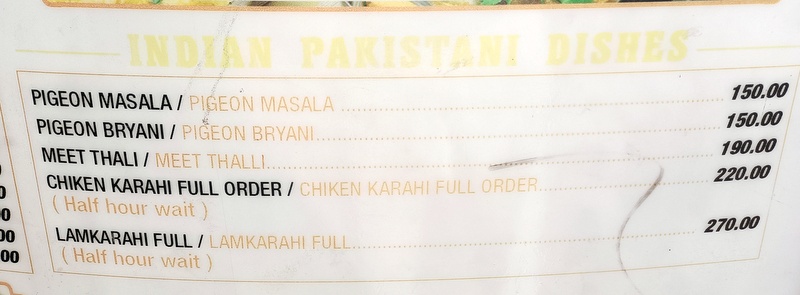 INDIAN PAKISTANI DISHES
PIGEON MASALA / PIGEON MASALA 150.00
PIGEON BRYANI / PIGEON BRYANI 150.00
MEET THALI / MEET THALLI 190.00
CHIKEN KARAHI FULL ORDER / CHIKEN KARAHI FULL ORDER 220.00
( Half hour wait )
LAMKARAHI FULL / LAMKARAHI FULL 270.00
( Half hour wait )